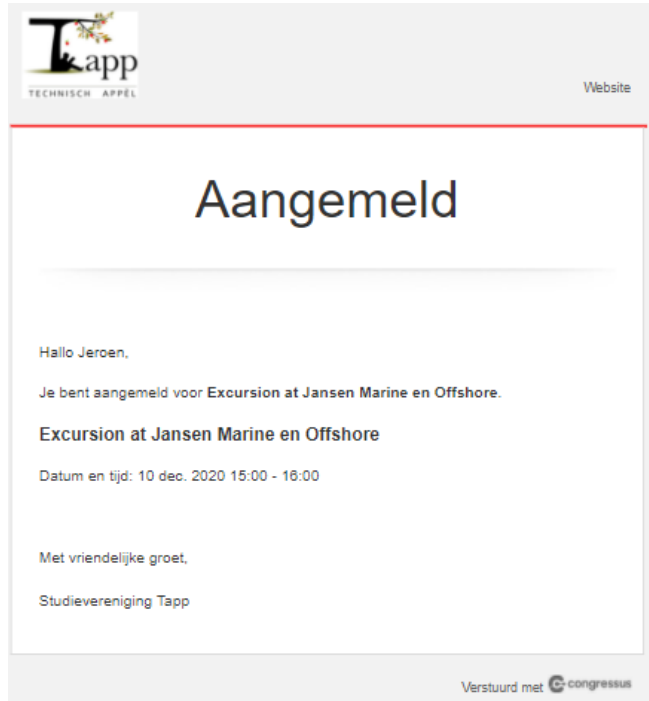 Tapp
TECHNISCH APPÈL
Website
Aangemeld
Hallo Jeroen,
Je bent aangemeld voor Excursion at Jansen Marine en Offshore.
Excursion at Jansen Marine en Offshore
Datum en tijd: 10 dec. 2020 15:00 - 16:00
Met vriendelijke groet,
Studievereniging Tapp
Verstuurd met congressus